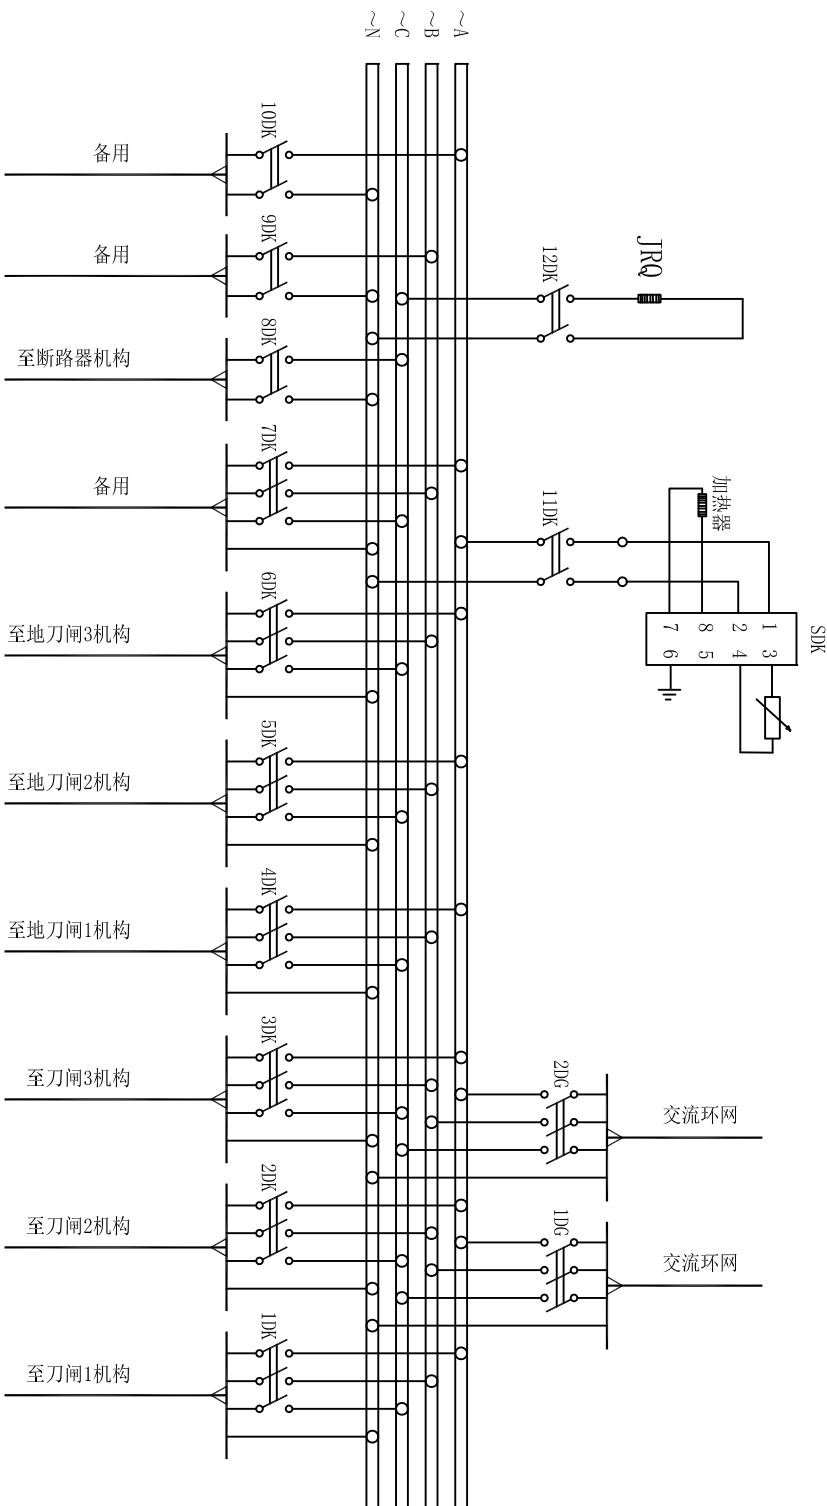 ~N
~C
~B
~A
10DK
备用
9DK
备用
12DK
JRQ
8DK
至断路器机构
7DK
备用
11DK
加热器
SDK
7 8 2 1
6 5 4 3
6DK
至地刀闸3机构
5DK
至地刀闸2机构
4DK
至地刀闸1机构
3DK
至刀闸3机构
2DG
交流环网
2DK
至刀闸2机构
1DG
交流环网
1DK
至刀闸1机构